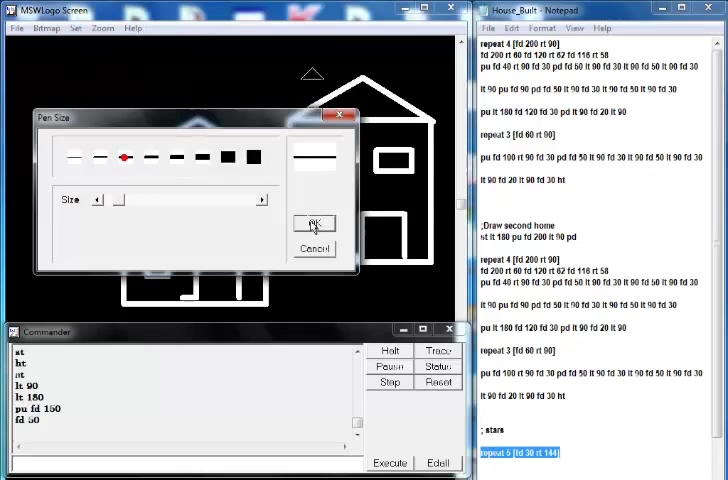 MSWLogo Screen
File Bitmap Set Zoom Help
Pen Size
Size
OK
Cancel
Commander
st
ht
st
lt 90
lt 180
pu fd 150
fd 50
Halt Trace
Pause Status
Step Reset
Execute Edall
House_Built - Notepad
File Edit Format View Help
repeat 4 [fd 200 rt 90]
fd 200 rt 60 fd 120 rt 62 fd 116 rt 58
pu fd 40 rt 90 fd 30 pd fd 50 lt 90 fd 30 lt 90 fd 50 lt 90 fd 30
lt 90 pu fd 90 pd fd 30 lt 90 fd 50 lt 90 fd 30 lt 90 fd 30
pu lt 180 fd 120 fd 30 pd lt 90 fd 20 lt 90
repeat 3 [fd 60 rt 90]
pu fd 100 rt 90 fd 30 pd fd 50 lt 90 fd 30 lt 90 fd 50 lt 90 fd 30
lt 90 fd 20 lt 90 fd 30 ht
;Draw second home
st lt 180 pu fd 200 lt 90 pd
repeat 4 [fd 200 lt 90]
fd 200 rt 60 fd 120 rt 62 fd 116 rt 58
pu fd 40 rt 90 fd 30 pd fd 50 lt 90 fd 30 lt 90 fd 50 lt 90 fd 30
lt 90 pu fd 90 pd fd 30 lt 90 fd 50 lt 90 fd 30 lt 90 fd 30
pu lt 180 fd 120 fd 30 pd lt 90 fd 20 lt 90
repeat 3 [fd 60 rt 90]
pu fd 100 rt 90 fd 30 pd fd 50 lt 90 fd 30 lt 90 fd 50 lt 90 fd 30
lt 90 fd 20 lt 90 fd 30 ht
; stars
repeat 5 [fd 30 rt 144]